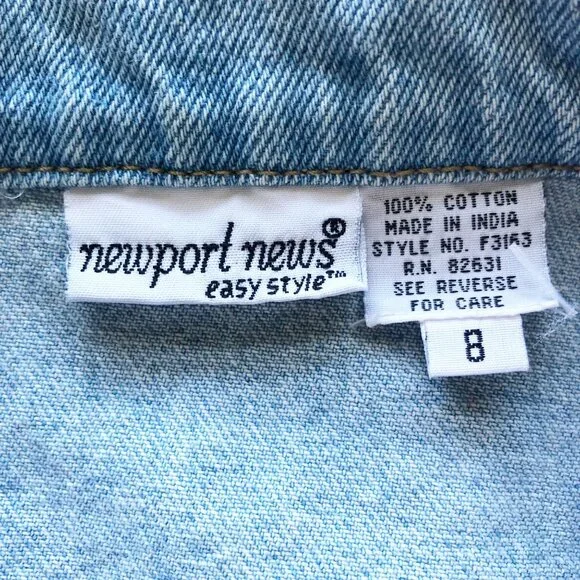 newport news®
easy style™
100% COTTON
MADE IN INDIA
STYLE NO. F3163
R.N. 82631
SEE REVERSE
FOR CARE
8